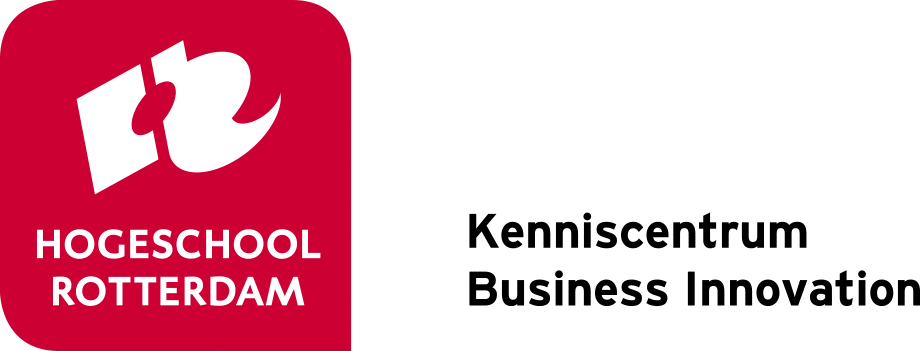 HOGESCHOOL
ROTTERDAM
Kenniscentrum
Business Innovation